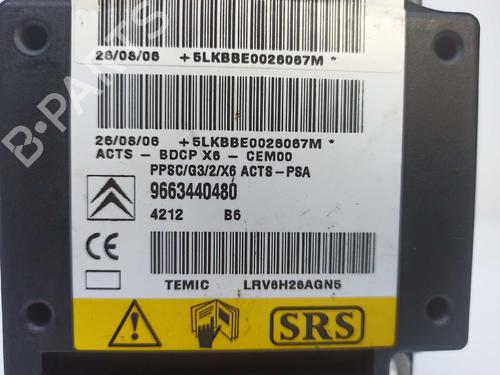 26/08/06 +5LKBBE0026067M*
26/08/06 +5LKBBE0026067M*
ACTS - BDCP X6 - CEM00
PPSC/G3/2/X6 ACTS-PSA
9663440480
4212 B6
CE
TEMIC LRV6H26AGN5
SRS
B-PARTS